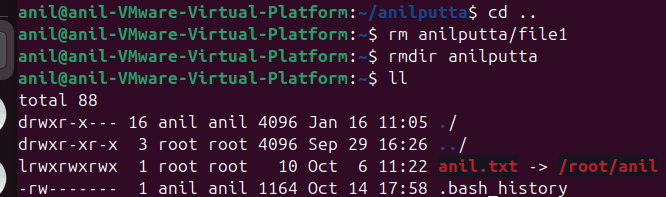 anil@anil-VMware-Virtual-Platform:~/anilputta$ cd ..
anil@anil-VMware-Virtual-Platform:~$ rm anilputta/file1
anil@anil-VMware-Virtual-Platform:~$ rmdir anilputta
anil@anil-VMware-Virtual-Platform:~$ ll
total 88
drwxr-x--- 16 anil anil 4096 Jan 16 11:05 ./
drwxr-xr-x  3 root root 4096 Sep 29 16:26 ../
lrwxrwxrwx  1 root root   10 Oct  6 11:22 anil.txt -> /root/anil
-rw-------  1 anil anil 1164 Oct 14 17:58 .bash_history